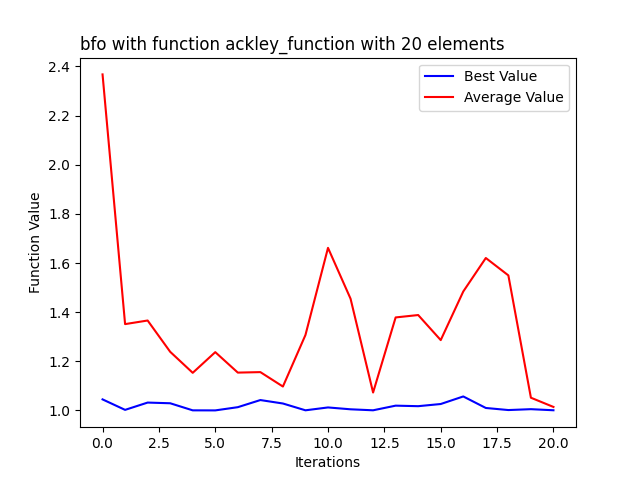 bfo with function ackley_function with 20 elements
Best Value
Average Value
Function Value
2.4
2.2
2.0
1.8
1.6
1.4
1.2
1.0
0.0 2.5 5.0 7.5 10.0 12.5 15.0 17.5 20.0
Iterations